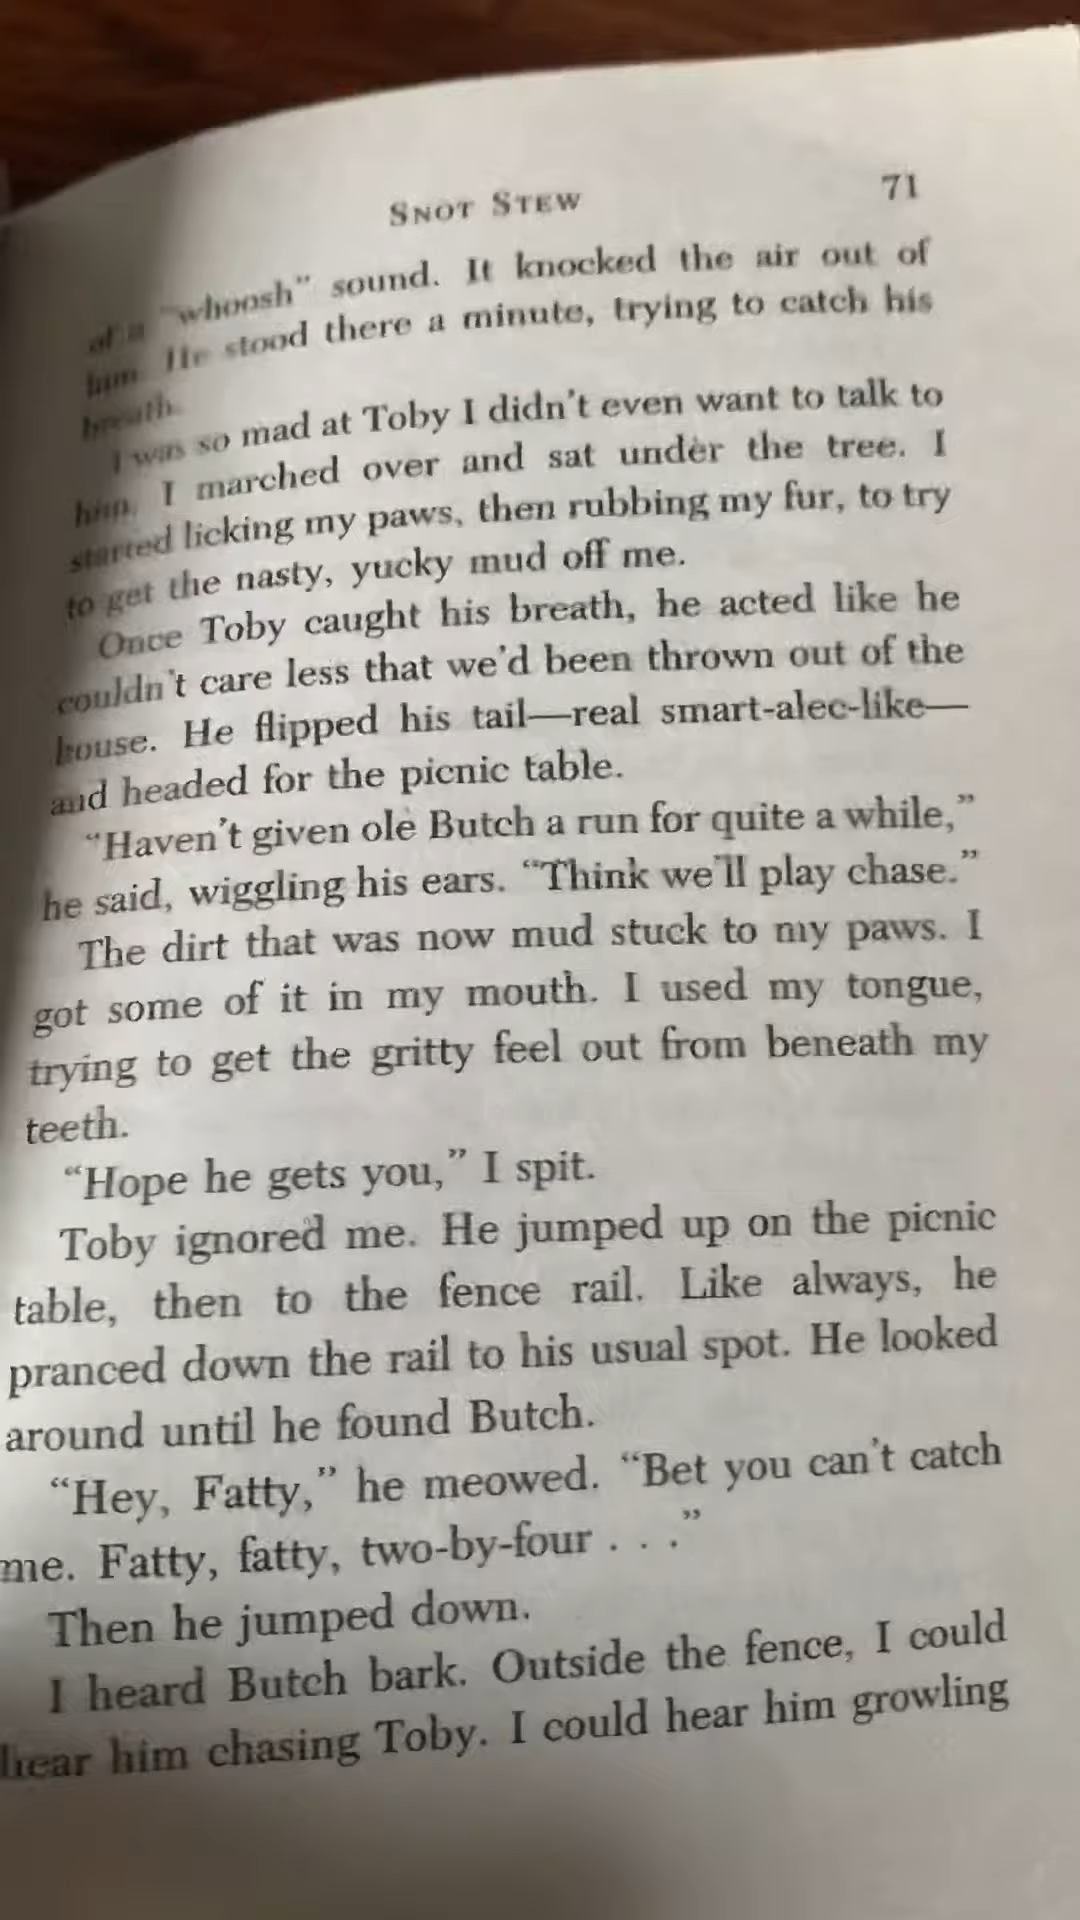 SNOT STEW 71
of a "whoosh" sound. It knocked the air out of
him. He stood there a minute, trying to catch his
breath.
I was so mad at Toby I didn't even want to talk to
him. I marched over and sat under the tree. I
started licking my paws, then rubbing my fur, to try
to get the nasty, yucky mud off me.
Once Toby caught his breath, he acted like he
couldn't care less that we'd been thrown out of the
house. He flipped his tail—real smart-alec-like—
and headed for the picnic table.
"Haven't given ole Butch a run for quite a while,"
he said, wiggling his ears. "Think we'll play chase."
The dirt that was now mud stuck to my paws. I
got some of it in my mouth. I used my tongue,
trying to get the gritty feel out from beneath my
teeth.
"Hope he gets you," I spit.
Toby ignored me. He jumped up on the picnic
table, then to the fence rail. Like always, he
pranced down the rail to his usual spot. He looked
around until he found Butch.
"Hey, Fatty," he meowed. "Bet you can't catch
me. Fatty, fatty, two-by-four . . ."
Then he jumped down.
I heard Butch bark. Outside the fence, I could
hear him chasing Toby. I could hear him growling